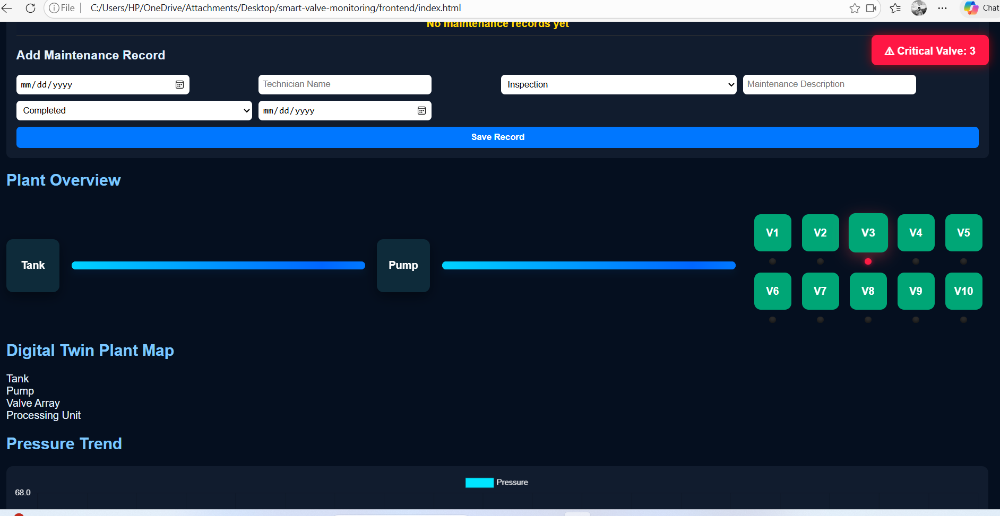 File
C:/Users/HP/OneDrive/Attachments/Desktop/smart-valve-monitoring/frontend/index.html
Chat
No maintenance records yet
⚠ Critical Valve: 3
Add Maintenance Record
mm/dd/yyyy
Technician Name
Inspection
Maintenance Description
Completed
mm/dd/yyyy
Save Record
Plant Overview
V1 V2 V3 V4 V5
Tank
Pump
V6 V7 V8 V9 V10
Digital Twin Plant Map
Tank
Pump
Valve Array
Processing Unit
Pressure Trend
Pressure
68.0